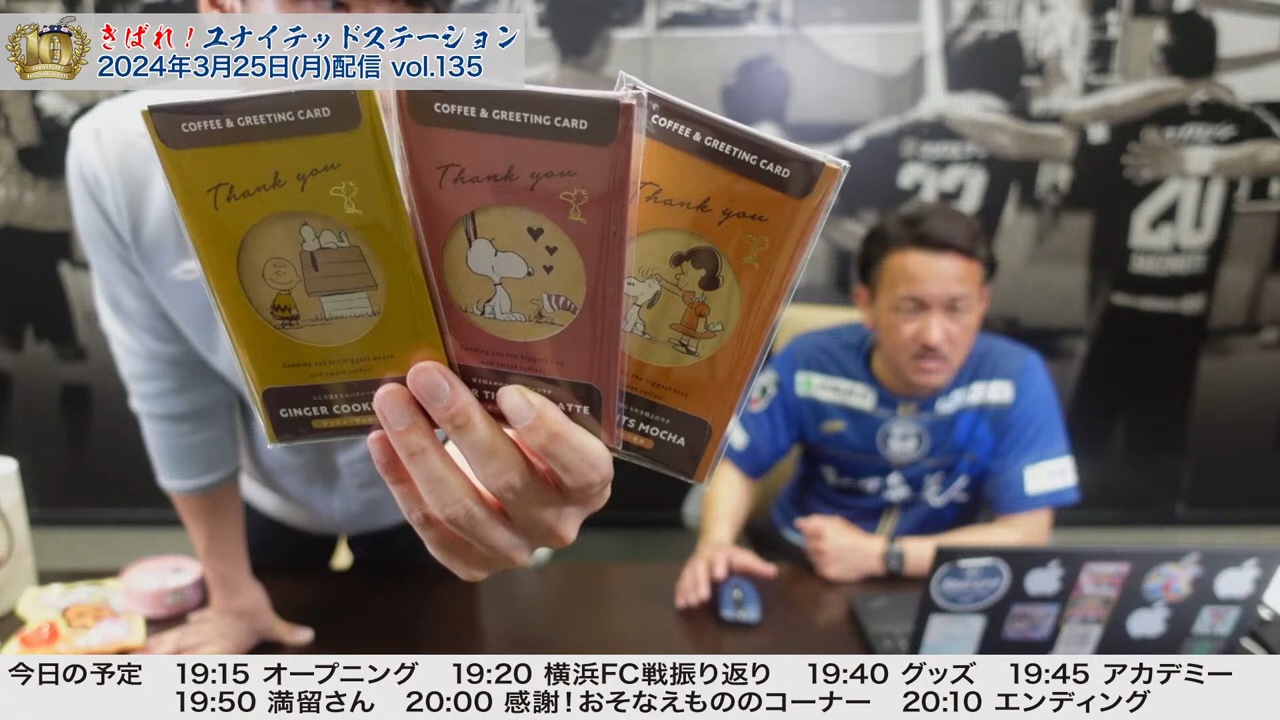 10
きばれ!ユナイテッドステーション
2024年3月25日(月)配信 vol.135
COFFEE & GREETING CARD
Thank you
GINGER COOKIE
COFFEE & GREETING CARD
Thank you
LATTE
COFFEE & GREETING CARD
Thank you
MOCHA
20
今日の予定 19:15 オープニング 19:20 横浜FC戦振り返り 19:40 グッズ 19:45 アカデミー
19:50 満留さん 20:00 感謝!おそなえもののコーナー 20:10 エンディング